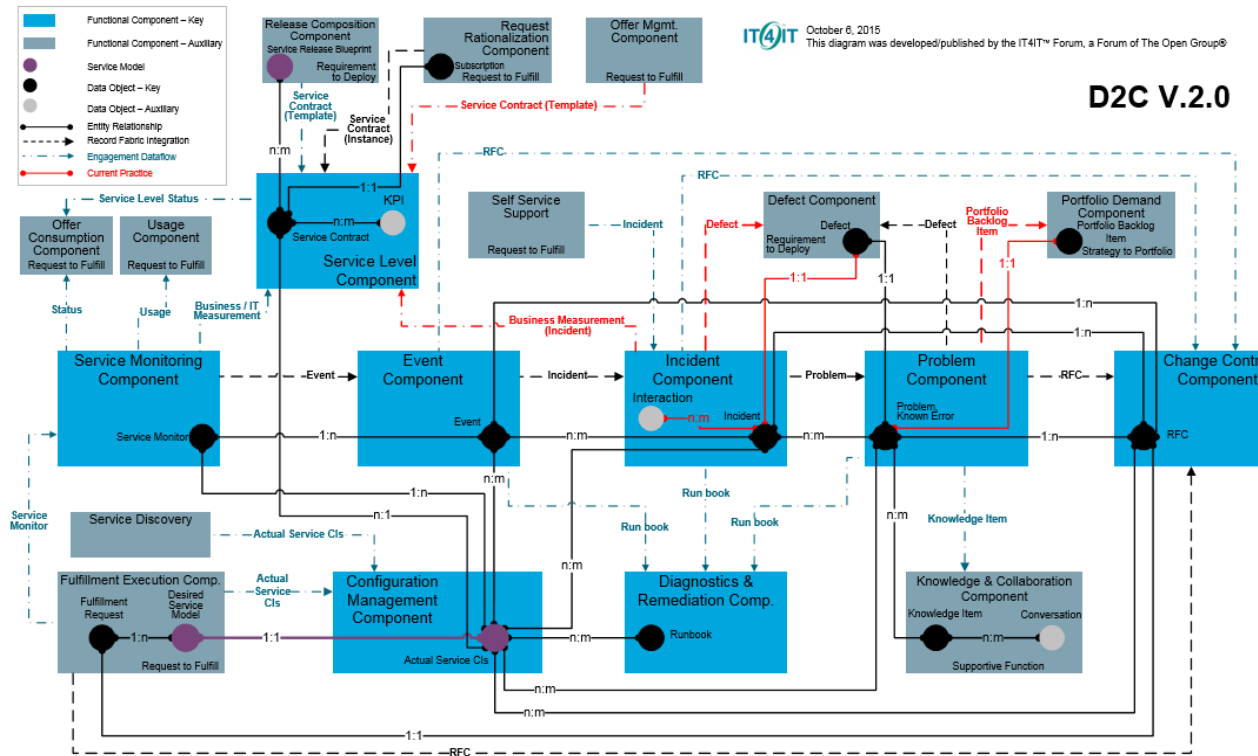 Functional Component – Key
Functional Component – Auxiliary
Service Model
Data Object – Key
Data Object – Auxiliary
Entity Relationship
Record Fabric Integration
Engagement Dataflow
Current Practice
Release Composition
Component
Service Release Blueprint
Requirement
to Deploy
Request
Rationalization
Component
Subscription
Request to Fulfill
Offer Mgmt.
Component
Request to Fulfill
IT4IT
October 6, 2015
This diagram was developed/published by the IT4IT™ Forum, a Forum of The Open Group®
D2C V.2.0
Service
Contract
(Template)
Service
Contract
(Instance)
Service Contract (Template)
n:m
RFC
RFC
Service Level Status
1:1
KPI
n:m
Service Contract
Service Level
Component
Offer
Consumption
Component
Request to Fulfill
Usage
Component
Request to Fulfill
Self Service
Support
Request to Fulfill
Incident
Defect
Defect Component
Defect
Requirement
to Deploy
Defect
Portfolio
Backlog
Item
Portfolio Demand
Component
Portfolio Backlog
Item
Strategy to Portfolio
1:1
1:1
1:1
Status
Usage
Business / IT
Measurement
Business Measurement
(Incident)
1:n
1:n
Service Monitoring
Component
Service Monitor
Event
Event
Component
Event
Incident
Incident
Component
Interaction
n:m
Incident
Problem
Problem
Component
Problem,
Known Error
RFC
Change Contr
Component
RFC
1:n
n:m
n:m
1:n
n:m
1:n
Service
Monitor
Run book
Run book
Run book
n:m
Knowledge Item
Service Discovery
Actual Service CIs
n:1
n:m
Fulfillment Execution Comp.
Fulfillment
Request
Desired
Service
Model
1:n
Request to Fulfill
Actual
Service
CIs
1:1
Configuration
Management
Component
Actual Service CIs
n:m
Diagnostics &
Remediation Comp.
Runbook
Knowledge & Collaboration
Component
Knowledge Item
Conversation
n:m
Supportive Function
n:m
n:m
1:1
RFC